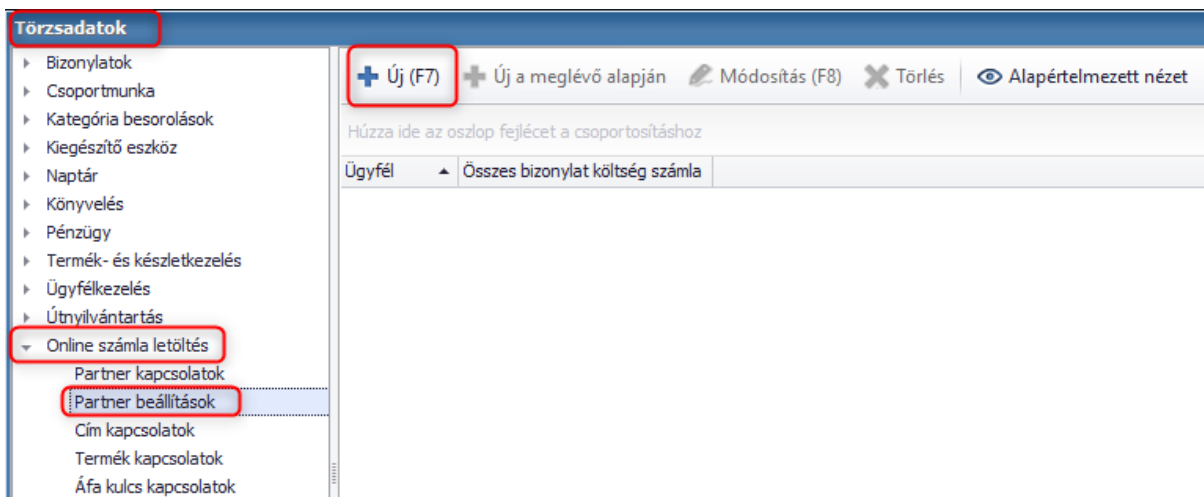 Törzsadatok
Bizonylatok
Csoportmunka
Kategória besorolások
Kiegészítő eszköz
Naptár
Könyvelés
Pénzügy
Termék- és készletkezelés
Ügyfélkezelés
Útnyilvántartás
Online számla letöltés
Partner kapcsolatok
Partner beállítások
Cím kapcsolatok
Termék kapcsolatok
Áfa kulcs kapcsolatok
Új (F7) Új a meglévő alapján Módosítás (F8) Törlés Alapértelmezett nézet
Húzza ide az oszlop fejlécet a csoportosításhoz
Ügyfél Összes bizonylat költség számla